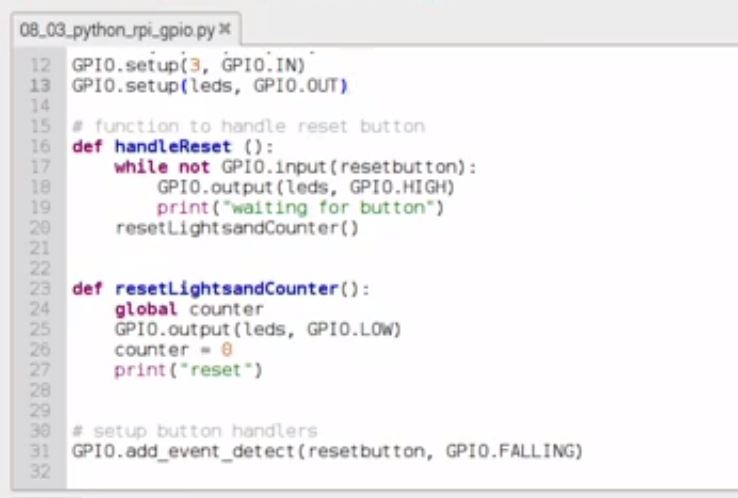 08_03_python_rpi_gpio.py ✖
12 GPIO.setup(3, GPIO.IN)
13 GPIO.setup(leds, GPIO.OUT)
14
15 # function to handle reset button
16 def handleReset ():
17     while not GPIO.input(resetbutton):
18         GPIO.output(leds, GPIO.HIGH)
19         print("waiting for button")
20     resetLightsandCounter()
21
22
23 def resetLightsandCounter():
24     global counter
25     GPIO.output(leds, GPIO.LOW)
26     counter = 0
27     print("reset")
28
29
30 # setup button handlers
31 GPIO.add_event_detect(resetbutton, GPIO.FALLING)
32